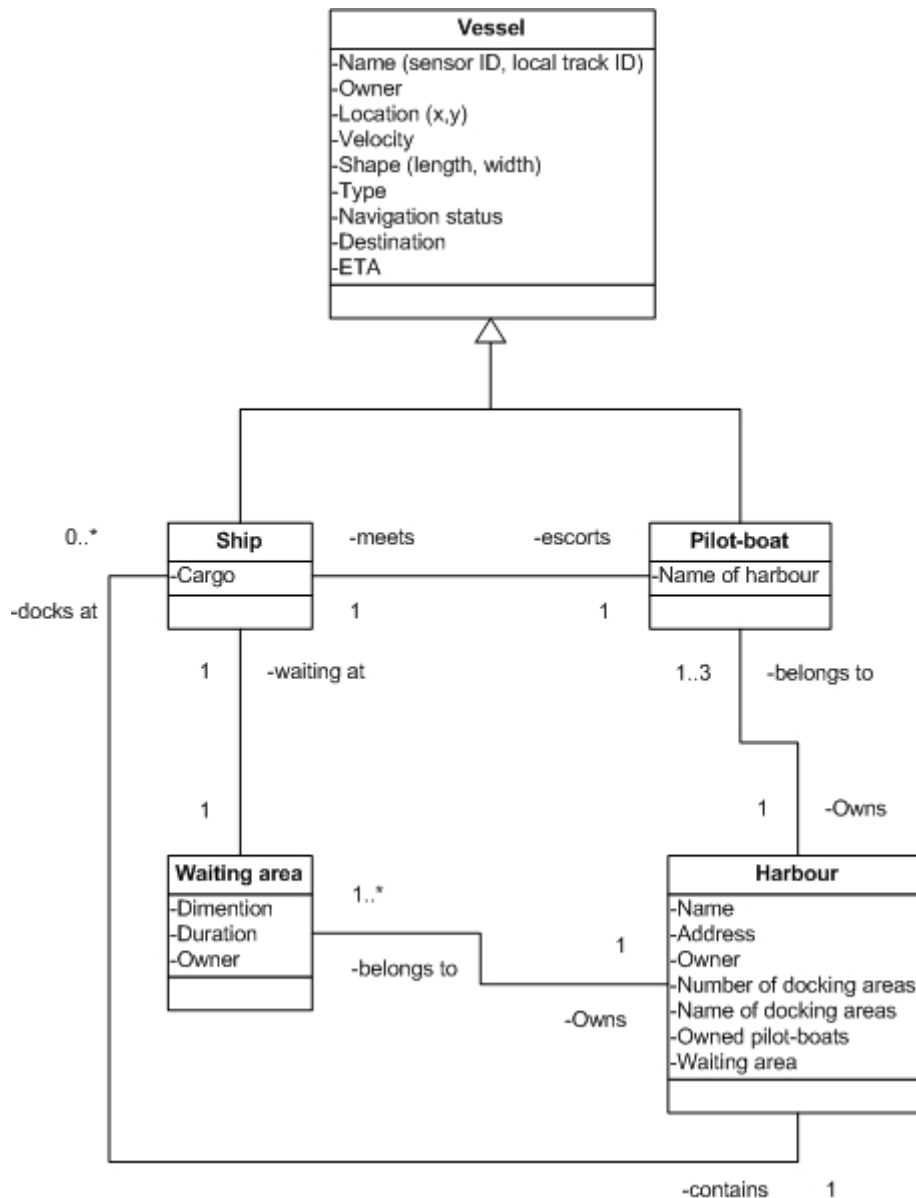 Vessel
-Name (sensor ID, local track ID)
-Owner
-Location (x,y)
-Velocity
-Shape (length, width)
-Type
-Navigation status
-Destination
-ETA
0..*
Ship
-meets
-escorts
Pilot-boat
-Cargo
-Name of harbour
-docks at
1
1
1
-waiting at
1..3
-belongs to
1
1
-Owns
Waiting area
-Dimention
-Duration
-Owner
1..*
-belongs to
1
-Owns
Harbour
-Name
-Address
-Owner
-Number of docking areas
-Name of docking areas
-Owned pilot-boats
-Waiting area
-contains
1